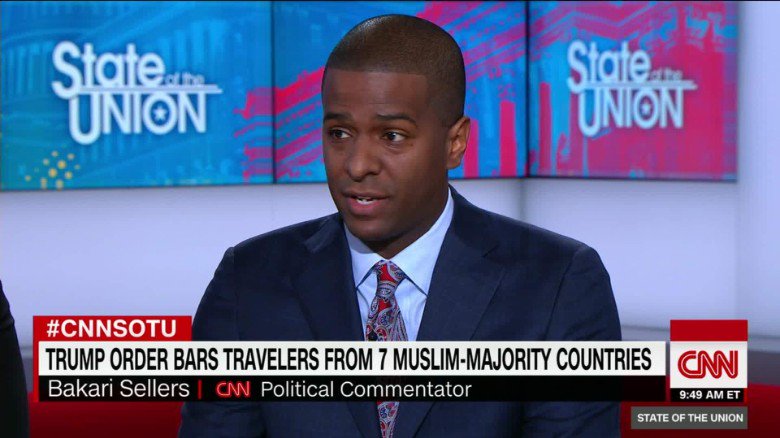 State of the
UNION
State of the
UNION
#CNNSOTU
TRUMP ORDER BARS TRAVELERS FROM 7 MUSLIM-MAJORITY COUNTRIES
CNN
Bakari Sellers | CNN Political Commentator
9:49 AM ET
STATE OF THE UNION